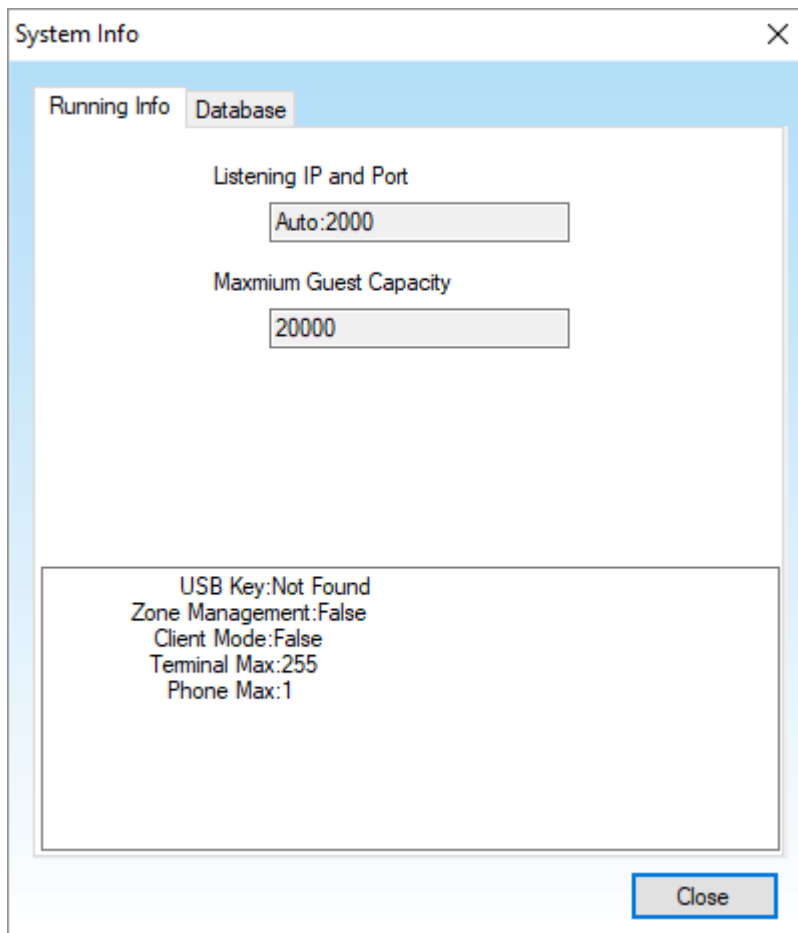 System Info
Running Info
Database
Listening IP and Port
Auto:2000
Maxmium Guest Capacity
20000
USB Key:Not Found
Zone Management:False
Client Mode:False
Terminal Max:255
Phone Max:1
Close